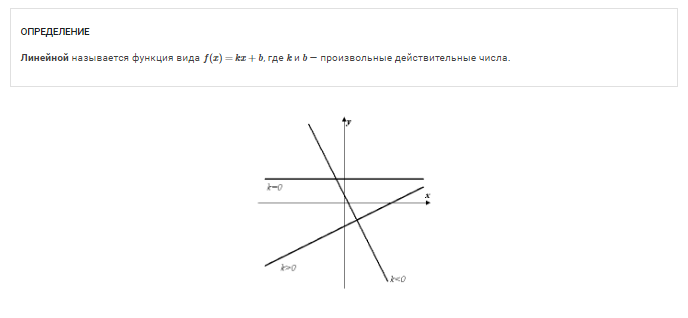 ОПРЕДЕЛЕНИЕ
Линейной называется функция вида f(x) = kx + b, где k и b − произвольные действительные числа.
y
k=0
x
k>0
k<0